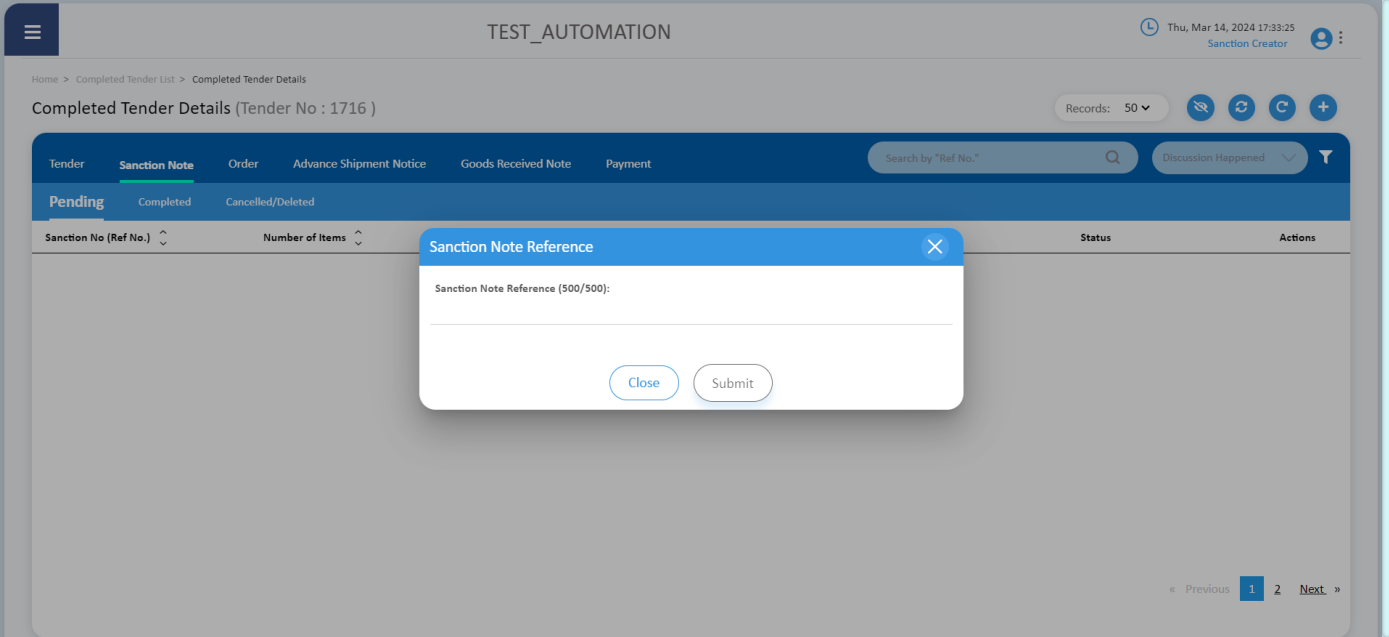 TEST_AUTOMATION
Thu, Mar 14, 2024 17:33:25
Sanction Creator
Home > Completed Tender List > Completed Tender Details
Completed Tender Details (Tender No : 1716 )
Records: 50
Tender Sanction Note Order Advance Shipment Notice Goods Received Note Payment
Search by "Ref No."
Discussion Happened
Pending Completed Cancelled/Deleted
Sanction No (Ref No.) Number of Items Status Actions
Sanction Note Reference
Sanction Note Reference (500/500):
Close Submit
« Previous 1 2 Next »